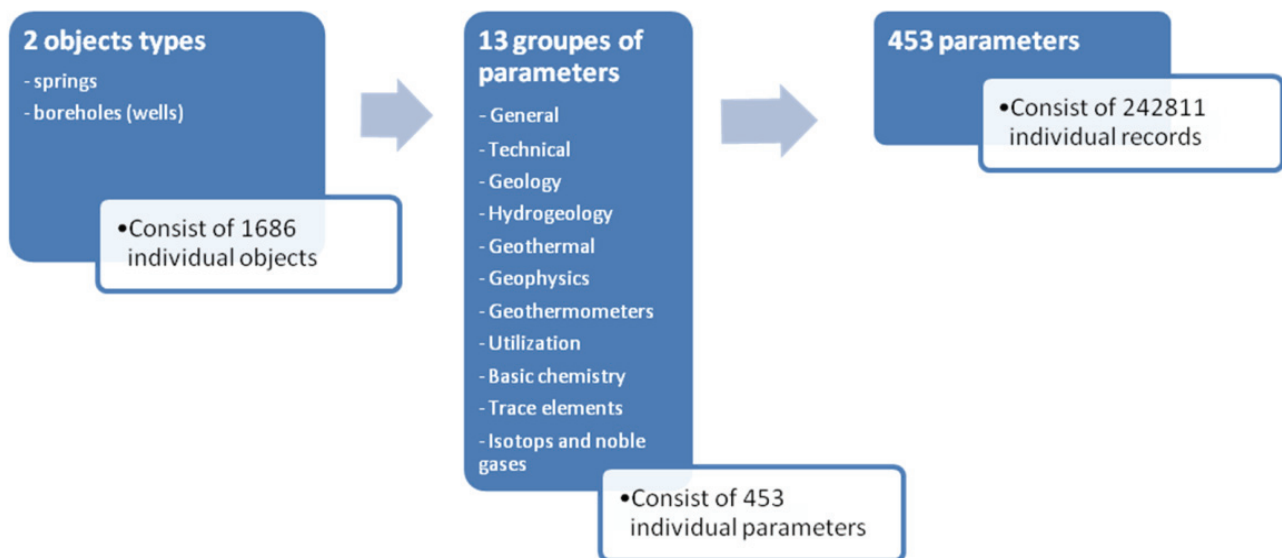 2 objects types
- springs
- boreholes (wells)
•Consist of 1686
individual objects
13 groupes of
parameters
- General
- Technical
- Geology
- Hydrogeology
- Geothermal
- Geophysics
- Geothermometers
- Utilization
- Basic chemistry
- Trace elements
- Isotops and noble
gases
•Consist of 453
individual parameters
453 parameters
•Consist of 242811
individual records